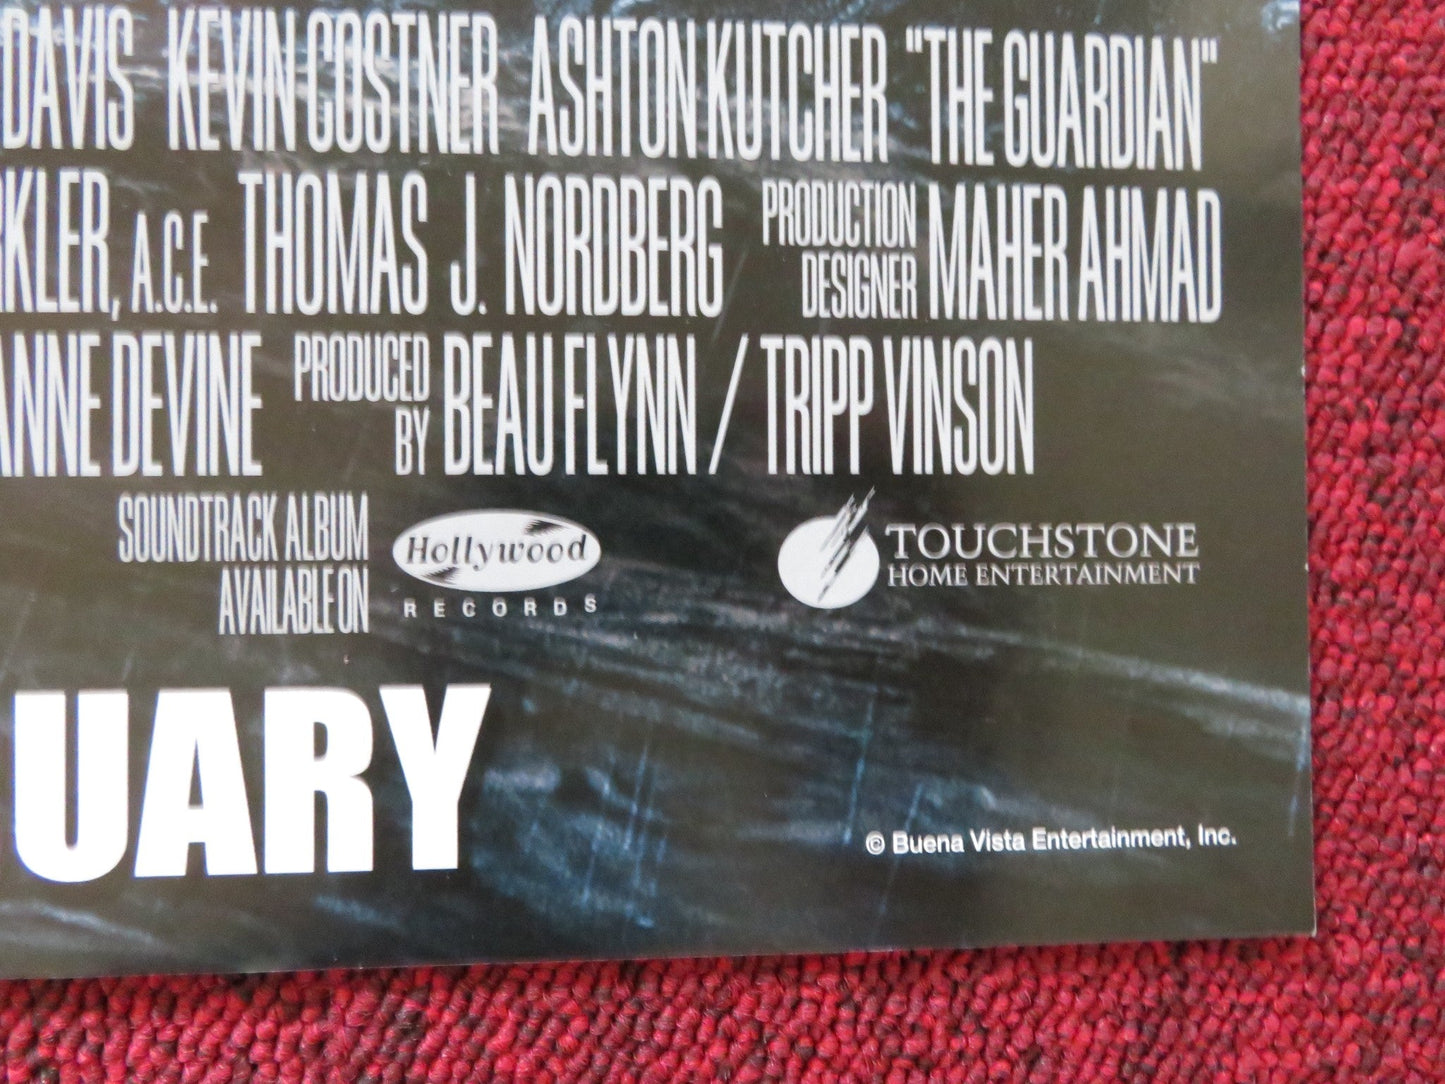 DAVIS KEVIN COSTNER ASHTON KUTCHER "THE GUARDIAN"
KLER, A.C.E. THOMAS J. NORDBERG PRODUCTION DESIGNER MAHER AHMAD
ANNE DEVINE PRODUCED BY BEAU FLYNN / TRIPP VINSON
SOUNDTRACK ALBUM
AVAILABLE ON
Hollywood
RECORDS
TOUCHSTONE
HOME ENTERTAINMENT
UARY
© Buena Vista Entertainment, Inc.